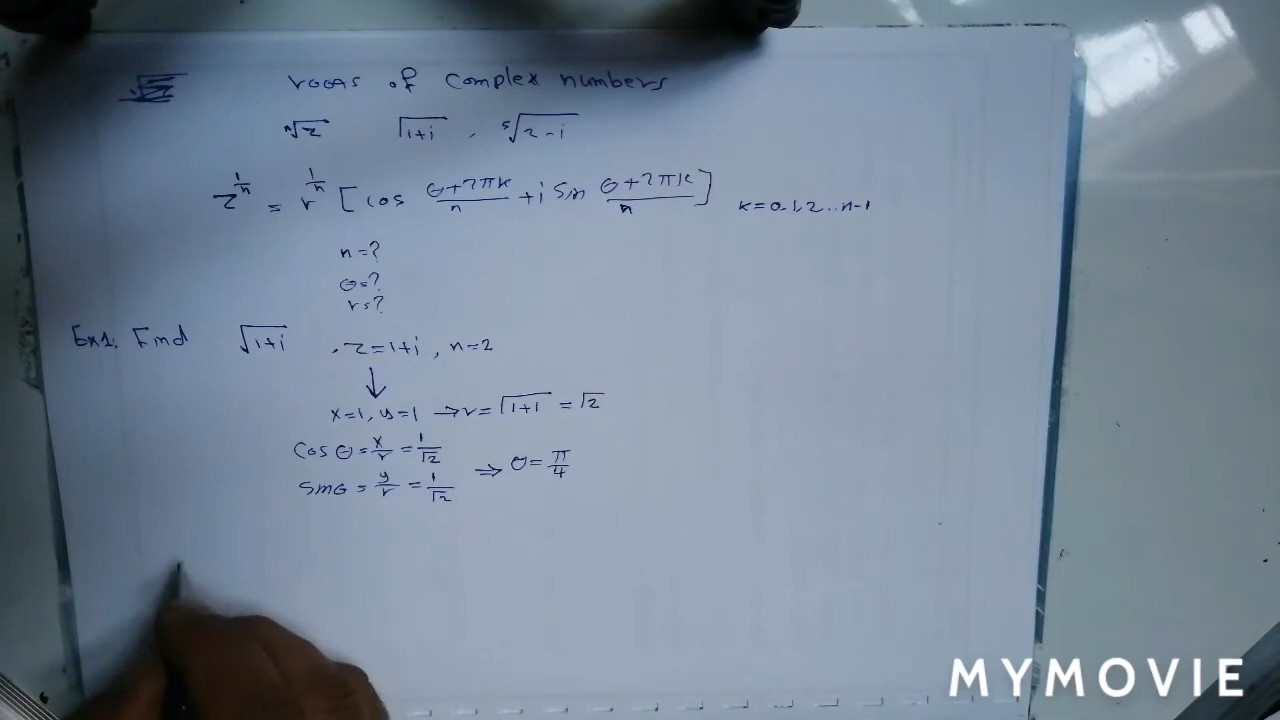 roots of complex numbers
ⁿ√z √1+i , ⁵√2-i
z^(1/n) = r^(1/n) [cos (θ+2πk)/n + i sin (θ+2πk)/n] k=0,1,2...n-1
n=?
θ=?
r=?
Ex1. Find √1+i . z=1+i, n=2
↓
x=1, y=1 → r=√1+1 = √2
cos θ = x/r = 1/√2
sin θ = y/r = 1/√2 ⇒ θ = π/4
MYMOVIE